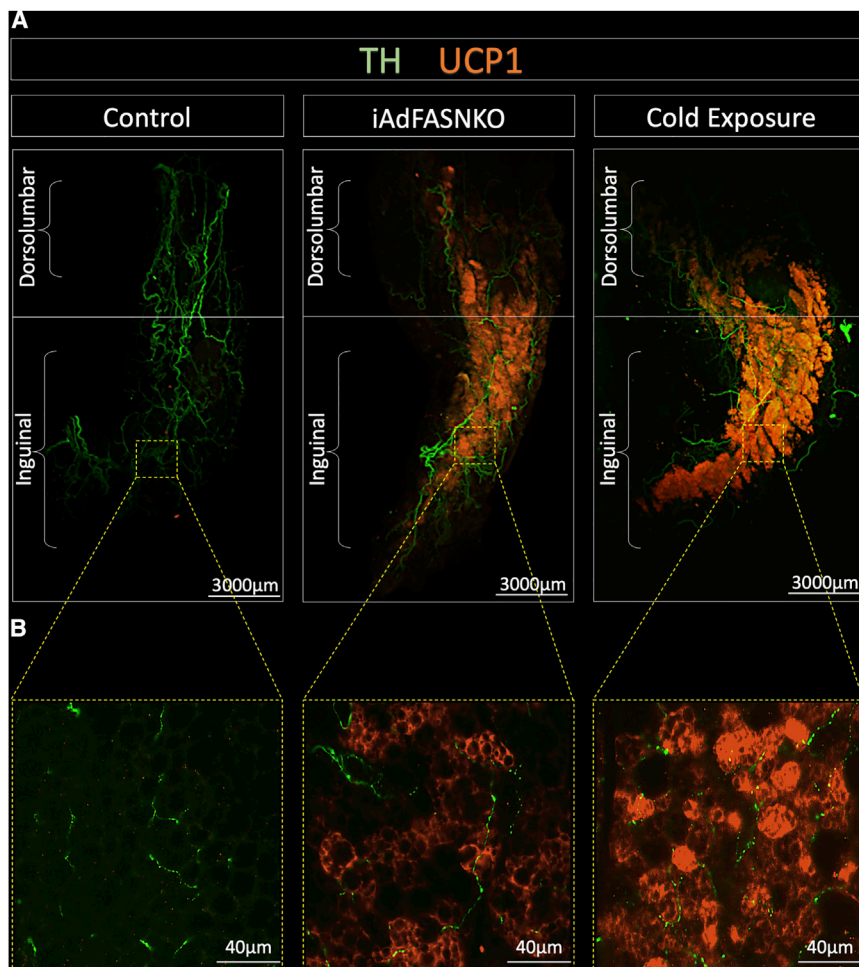 A
TH UCP1
Control
iAdFASNKO
Cold Exposure
Dorsolumbar
Dorsolumbar
Dorsolumbar
Inguinal
Inguinal
Inguinal
3000µm
3000µm
3000µm
B
40µm
40µm
40µm